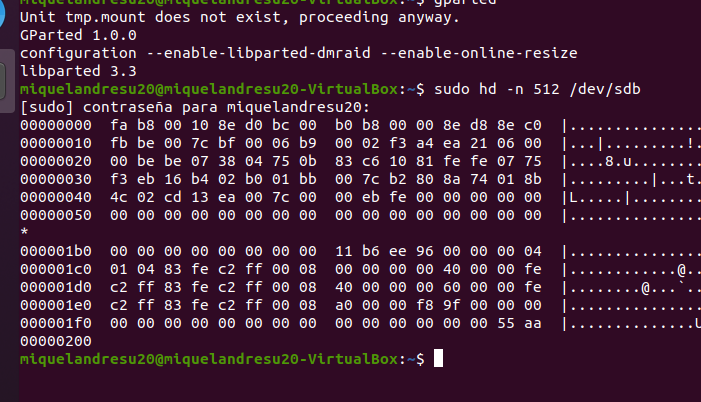 miquelandresu20@miquelandresu20-VirtualBox:~$ gparted
Unit tmp.mount does not exist, proceeding anyway.
GParted 1.0.0
configuration --enable-libparted-dmraid --enable-online-resize
libparted 3.3
miquelandresu20@miquelandresu20-VirtualBox:~$ sudo hd -n 512 /dev/sdb
[sudo] contraseña para miquelandresu20:
00000000  fa b8 00 10 8e d0 bc 00  b0 b8 00 00 8e d8 8e c0  |...............
00000010  fb be 00 7c bf 00 06 b9  00 02 f3 a4 ea 21 06 00  |...|.........!.
00000020  00 be be 07 38 04 75 0b  83 c6 10 81 fe fe 07 75  |....8.u........
00000030  f3 eb 16 b4 02 b0 01 bb  00 7c b2 80 8a 74 01 8b  |.........|...t.
00000040  4c 02 cd 13 ea 00 7c 00  00 eb fe 00 00 00 00 00  |L.....|........
00000050  00 00 00 00 00 00 00 00  00 00 00 00 00 00 00 00  |...............
*
000001b0  00 00 00 00 00 00 00 00  11 b6 ee 96 00 00 00 04  |...............
000001c0  01 04 83 fe c2 ff 00 08  00 00 00 00 40 00 00 fe  |............@..
000001d0  c2 ff 83 fe c2 ff 00 08  40 00 00 00 60 00 00 fe  |........@...`..
000001e0  c2 ff 83 fe c2 ff 00 08  a0 00 00 f8 9f 00 00 00  |...............
000001f0  00 00 00 00 00 00 00 00  00 00 00 00 00 00 55 aa  |..............U
00000200
miquelandresu20@miquelandresu20-VirtualBox:~$